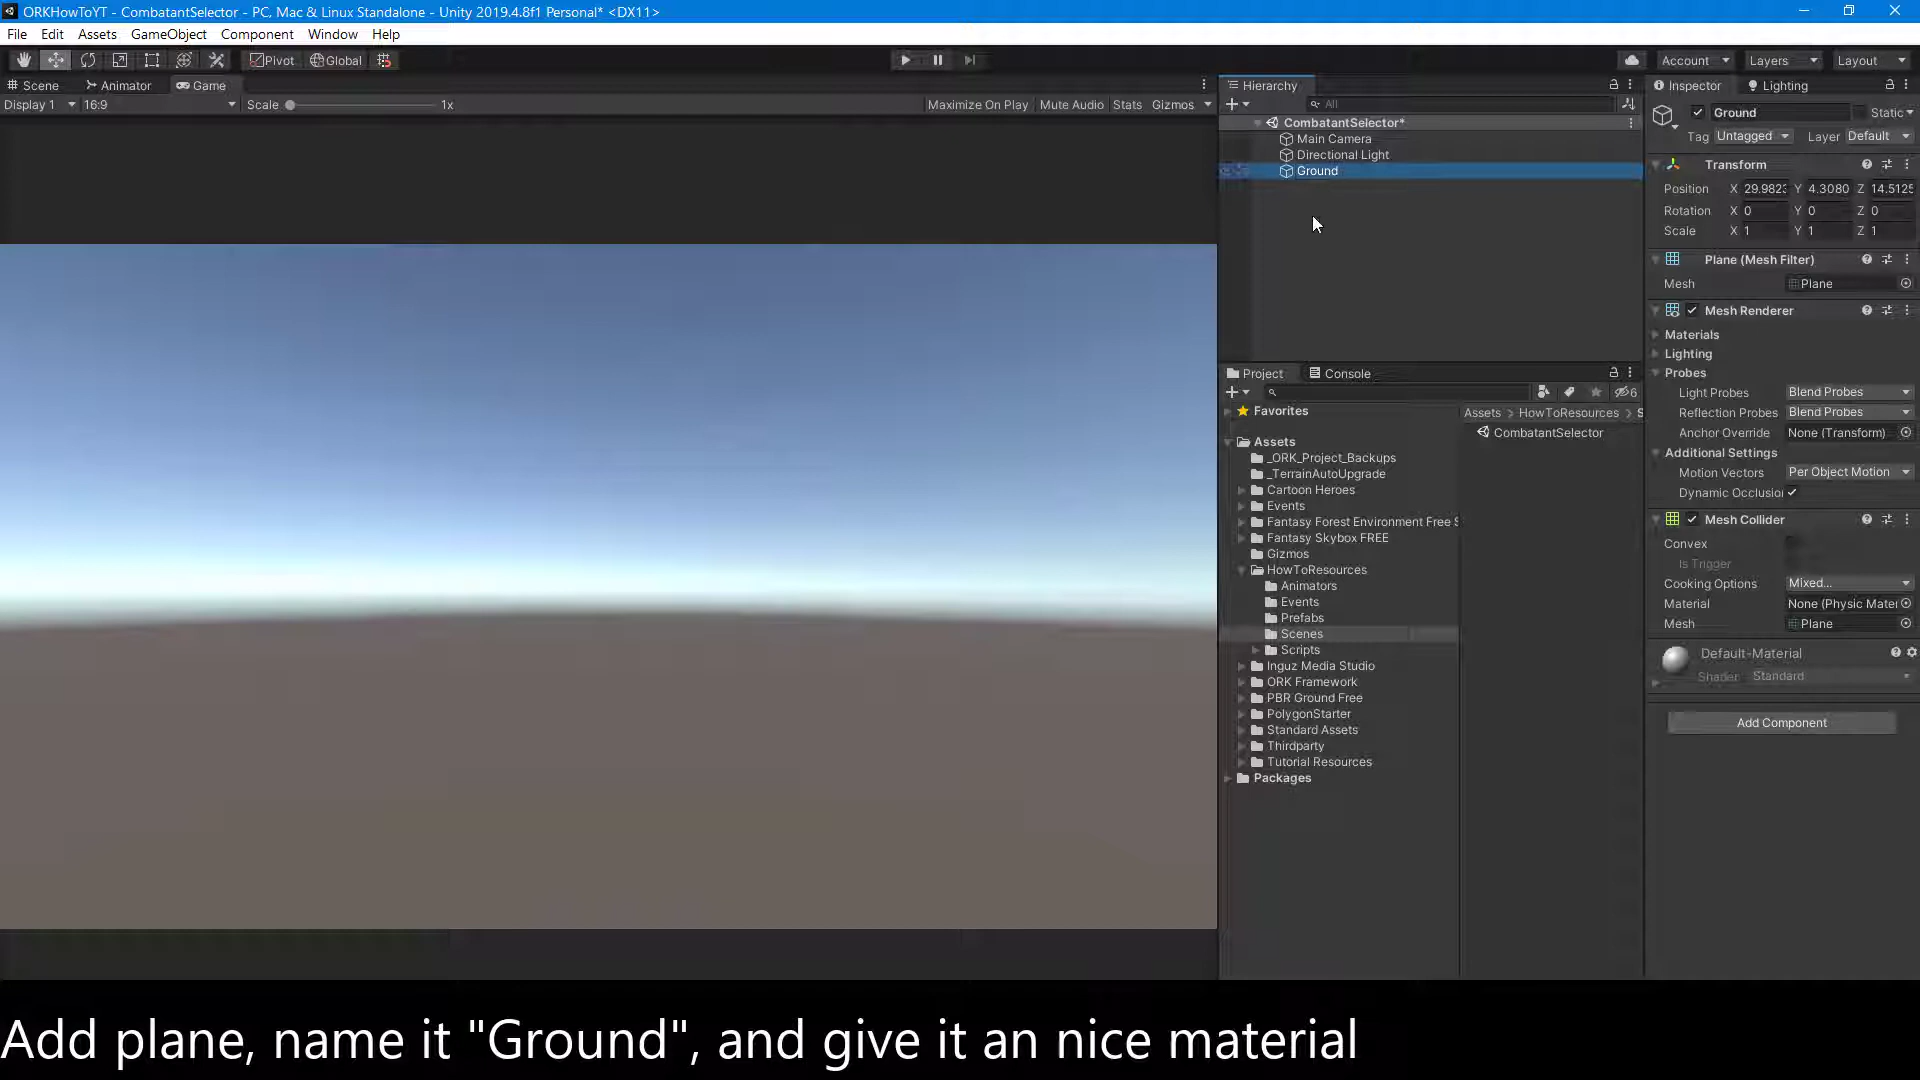 ORKHowToYT - CombatantSelector - PC, Mac & Linux Standalone - Unity 2019.4.8f1 Personal* <DX11>
File Edit Assets GameObject Component Window Help
Pivot Global Account Layers Layout
Scene Animator Game
Display 1 16:9 Scale 1x Maximize On Play Mute Audio Stats Gizmos
Hierarchy
All
CombatantSelector*
Main Camera
Directional Light
Ground
Project Console
6
Favorites
Assets
_ORK_Project_Backups
_TerrainAutoUpgrade
Cartoon Heroes
Events
Fantasy Forest Environment Free S
Fantasy Skybox FREE
Gizmos
HowToResources
Animators
Events
Prefabs
Scenes
Scripts
Inguz Media Studio
ORK Framework
PBR Ground Free
PolygonStarter
Standard Assets
Thirdparty
Tutorial Resources
Packages
Assets > HowToResources > S
CombatantSelector
Inspector Lighting
Ground Static
Tag Untagged Layer Default
Transform
Position X 29.982 Y 4.3080 Z 14.5125
Rotation X 0 Y 0 Z 0
Scale X 1 Y 1 Z 1
Plane (Mesh Filter)
Mesh Plane
Mesh Renderer
Materials
Lighting
Probes
Light Probes Blend Probes
Reflection Probes Blend Probes
Anchor Override None (Transform)
Additional Settings
Motion Vectors Per Object Motion
Dynamic Occlusio
Mesh Collider
Convex
Is Trigger
Cooking Options Mixed...
Material None (Physic Mater
Mesh Plane
Default-Material
Shader Standard
Add Component
Add plane, name it "Ground", and give it an nice material